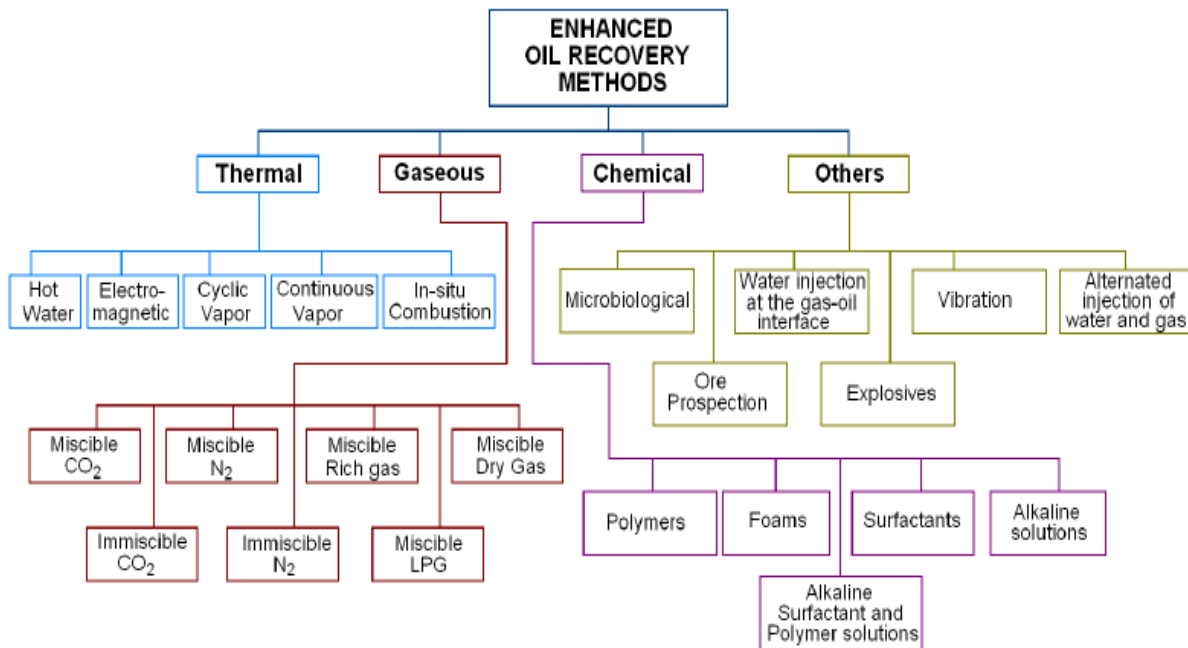 ENHANCED
OIL RECOVERY
METHODS
Thermal
Gaseous
Chemical
Others
Hot
Water
Electro-
magnetic
Cyclic
Vapor
Continuous
Vapor
In-situ
Combustion
Microbiological
Water injection
at the gas-oil
interface
Vibration
Alternated
injection of
water and gas
Ore
Prospection
Explosives
Miscible
CO₂
Miscible
N₂
Miscible
Rich gas
Miscible
Dry Gas
Immiscible
CO₂
Immiscible
N₂
Miscible
LPG
Polymers
Foams
Surfactants
Alkaline
solutions
Alkaline
Surfactant and
Polymer solutions